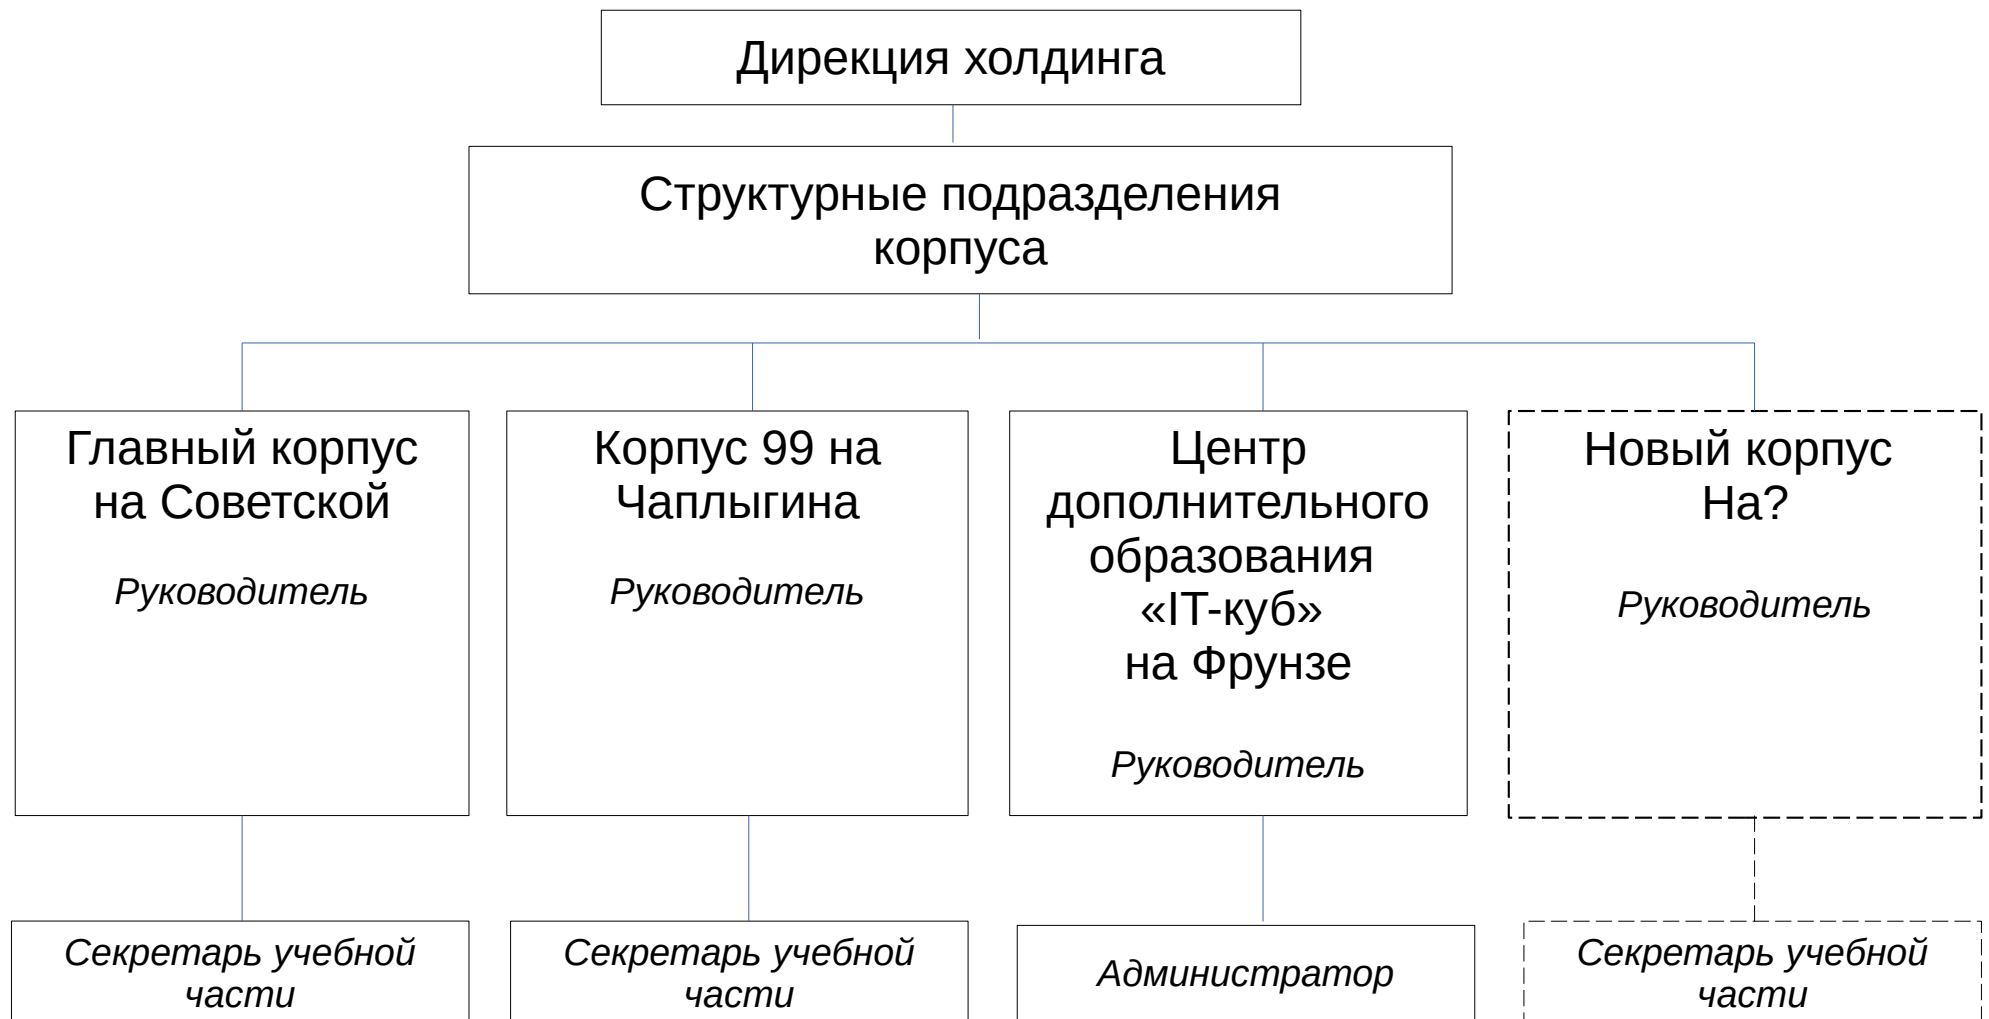 Дирекция холдинга
Структурные подразделения
корпуса
Главный корпус
на Советской
Руководитель
Корпус 99 на
Чаплыгина
Руководитель
Центр
дополнительного
образования
«IT-куб»
на Фрунзе
Руководитель
Новый корпус
На?
Руководитель
Секретарь учебной
части
Секретарь учебной
части
Администратор
Секретарь учебной
части